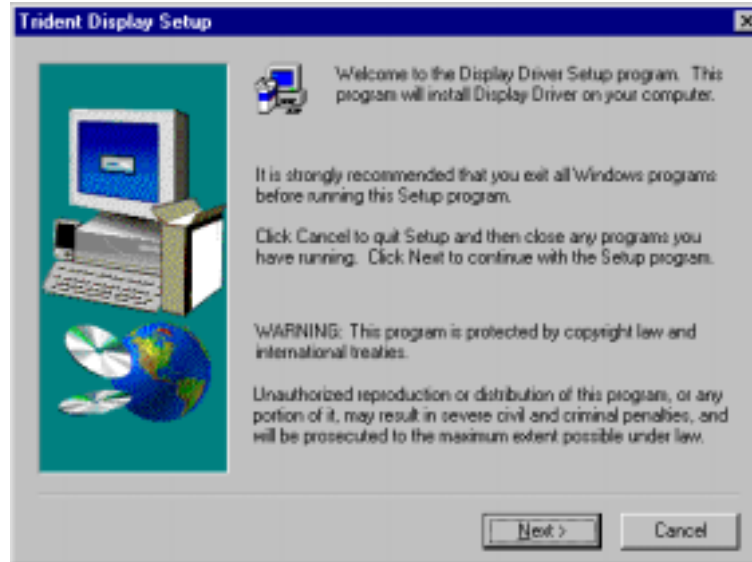 Trident Display Setup
Welcome to the Display Driver Setup program. This
program will install Display Driver on your computer.
It is strongly recommended that you exit all Windows programs
before running this Setup program.
Click Cancel to quit Setup and then close any programs you
have running. Click Next to continue with the Setup program.
WARNING: This program is protected by copyright law and
international treaties.
Unauthorized reproduction or distribution of this program, or any
portion of it, may result in severe civil and criminal penalties, and
will be prosecuted to the maximum extent possible under law.
Next >
Cancel